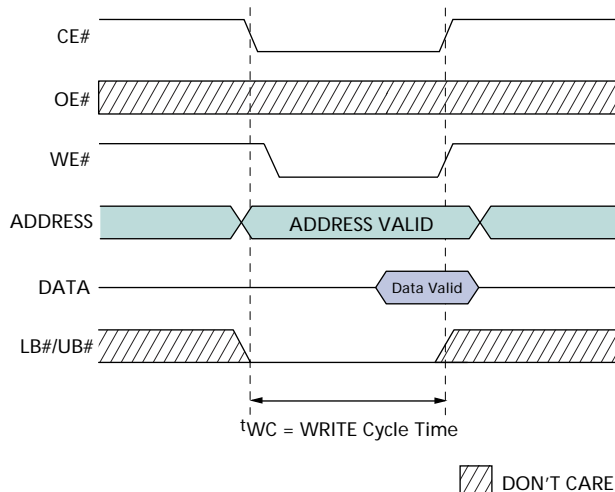 CE#
OE#
WE#
ADDRESS
ADDRESS VALID
DATA
Data Valid
LB#/UB#
tWC = WRITE Cycle Time
DON'T CARE